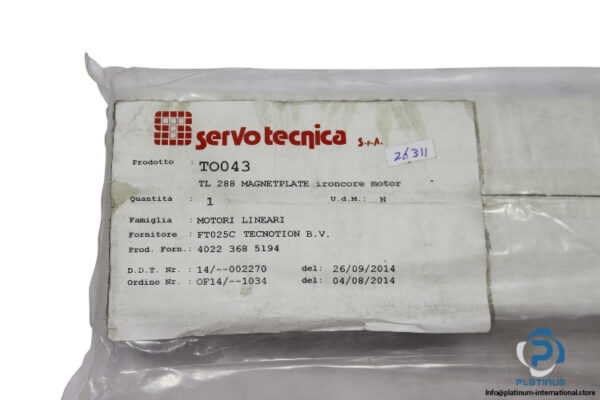 servotecnica S.p.A.
26311
Prodotto : TO043
TL 288 MAGNETPLATE ironcore motor
Quantita : 1 U.d.M.: N
Famiglia : MOTORI LINEARI
Fornitore : FT025C TECNOTION B.V.
Prod. Forn.: 4022 368 5194
D.D.T. Nr. : 14/--002270 del: 26/09/2014
Ordine Nr.: OF14/--1034 del: 04/08/2014
PLATINUM
Info@platinum-international.store